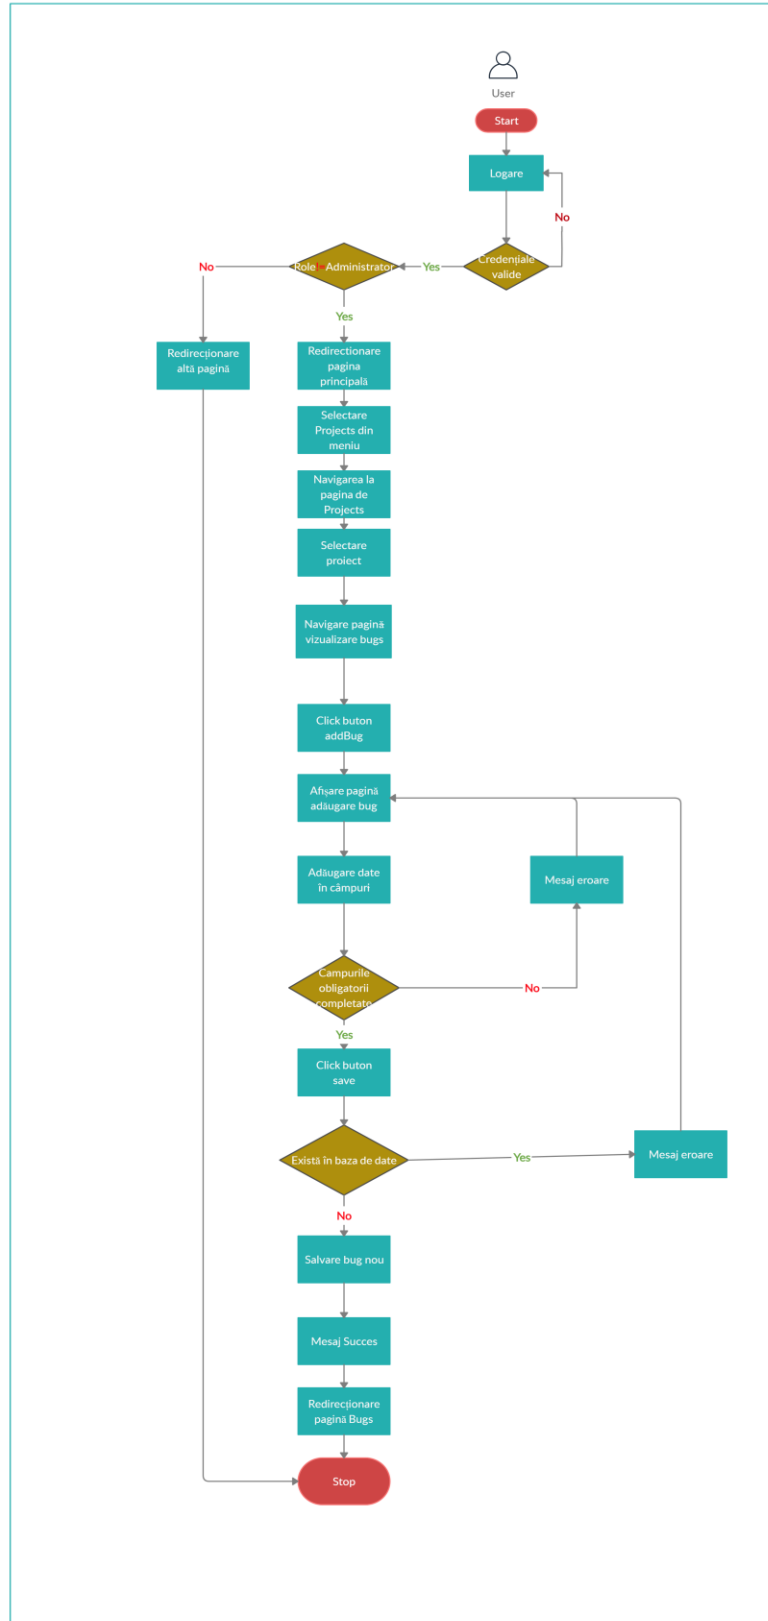 User
Start
Logare
No
Credențiale
valide
Yes
Role
Administrator
No
Yes
Redirecționare
altă pagină
Redirectionare
pagina
principală
Selectare
Projects din
meniu
Navigarea la
pagina de
Projects
Selectare
proiect
Navigare pagină
vizualizare bugs
Click buton
addBug
Afișare pagină
adăugare bug
Adăugare date
în câmpuri
Mesaj eroare
Campurile
obligatorii
completate
No
Yes
Click buton
save
Există în baza de date
Yes
Mesaj eroare
No
Salvare bug nou
Mesaj Succes
Redirecționare
pagină Bugs
Stop